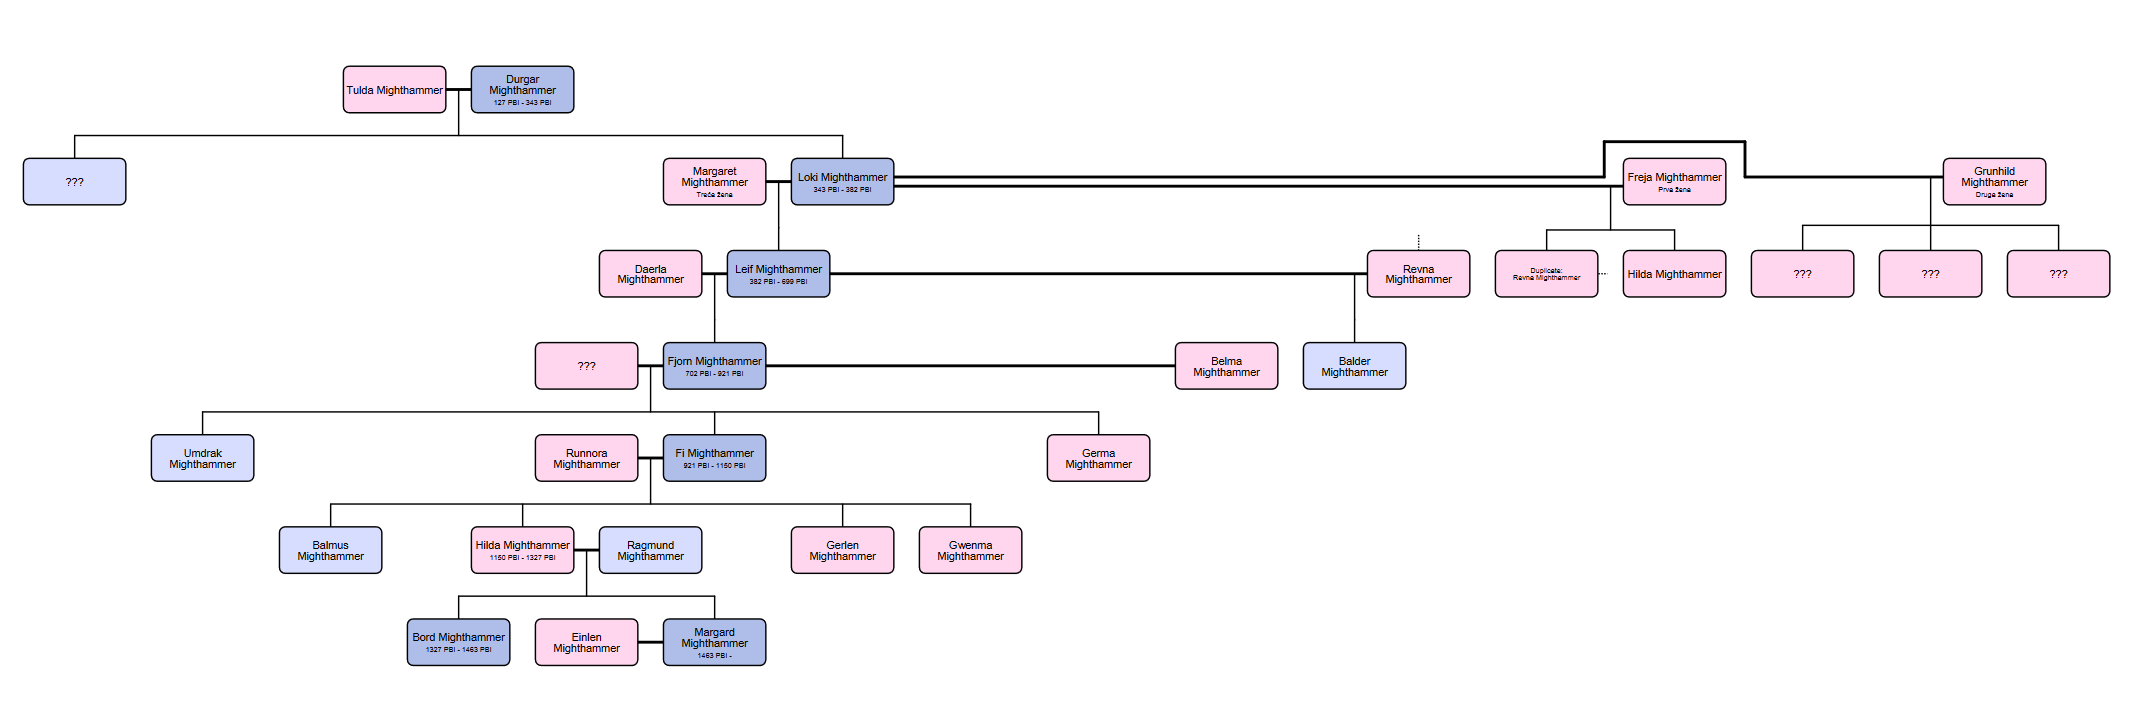 Tulda Mighthammer
Durgar
Mighthammer
127 PBI - 343 PBI
???
Margaret
Mighthammer
Treća žena
Loki Mighthammer
343 PBI - 382 PBI
Freja Mighthammer
Prva žena
Grunhild
Mighthammer
Druga žena
Daerla
Mighthammer
Leif Mighthammer
382 PBI - 699 PBI
Revna
Mighthammer
Duplicate:
Revna Mighthammer
Hilda Mighthammer
???
???
???
???
Fjorn Mighthammer
702 PBI - 921 PBI
Belma
Mighthammer
Balder
Mighthammer
Umdrak
Mighthammer
Runnora
Mighthammer
Fi Mighthammer
921 PBI - 1150 PBI
Germa
Mighthammer
Balmus
Mighthammer
Hilda Mighthammer
1150 PBI - 1327 PBI
Ragmund
Mighthammer
Gerlen
Mighthammer
Gwenma
Mighthammer
Bord Mighthammer
1327 PBI - 1463 PBI
Einlen
Mighthammer
Margard
Mighthammer
1463 PBI -